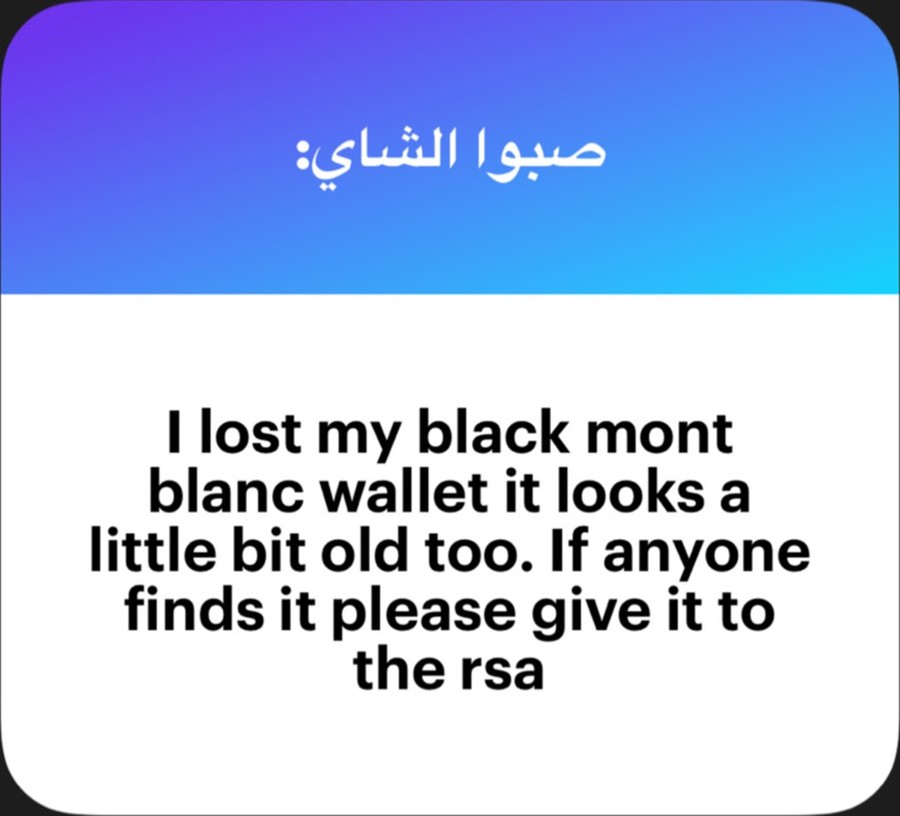 صبوا الشاي:
I lost my black mont
blanc wallet it looks a
little bit old too. If anyone
finds it please give it to
the rsa